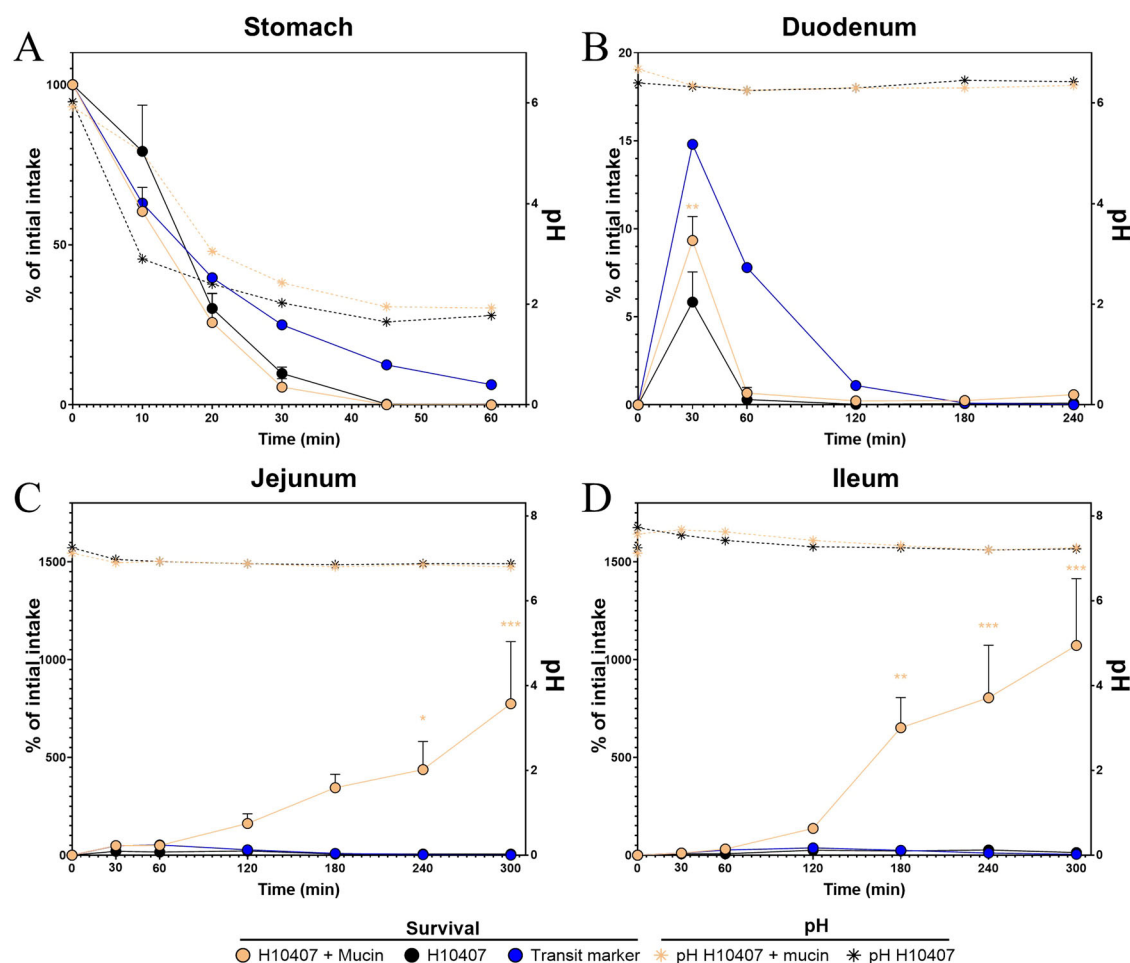 A Stomach
100
50
0
% of intial intake
6
4
2
0
pH
0 10 20 30 40 50 60
Time (min)
B Duodenum
20
15
10
5
0
% of intial intake
6
4
2
0
pH
**
0 30 60 120 180 240
Time (min)
C Jejunum
1500
1000
500
0
% of intial intake
8
6
4
2
0
pH
*
***
0 30 60 120 180 240 300
Time (min)
D Ileum
1500
1000
500
0
% of intial intake
8
6
4
2
0
pH
**
***
***
0 30 60 120 180 240 300
Time (min)
Survival pH
H10407 + Mucin H10407 Transit marker pH H10407 + mucin pH H10407